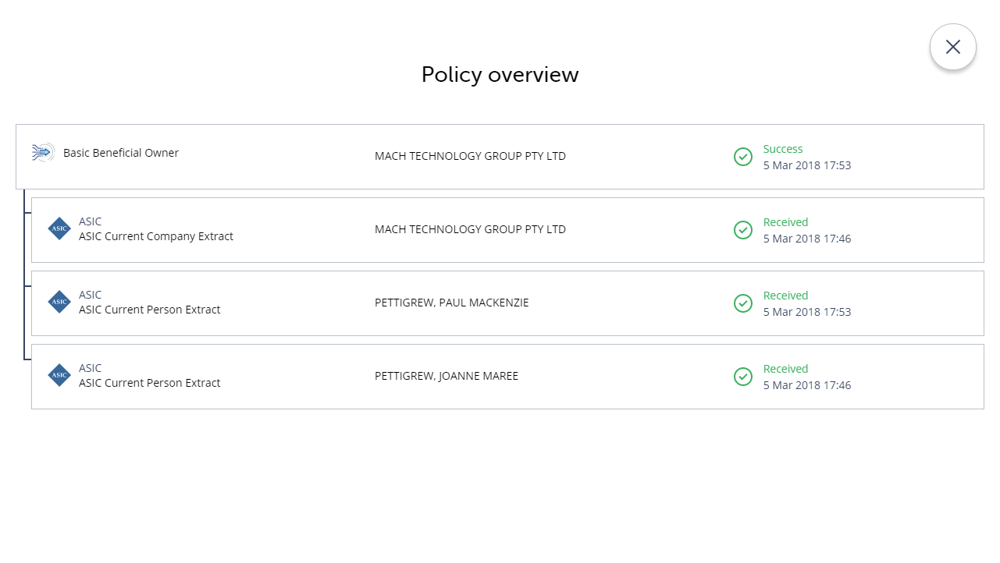 Policy overview
Basic Beneficial Owner
MACH TECHNOLOGY GROUP PTY LTD
Success
5 Mar 2018 17:53
ASIC
ASIC
ASIC Current Company Extract
MACH TECHNOLOGY GROUP PTY LTD
Received
5 Mar 2018 17:46
ASIC
ASIC
ASIC Current Person Extract
PETTIGREW, PAUL MACKENZIE
Received
5 Mar 2018 17:53
ASIC
ASIC
ASIC Current Person Extract
PETTIGREW, JOANNE MAREE
Received
5 Mar 2018 17:46